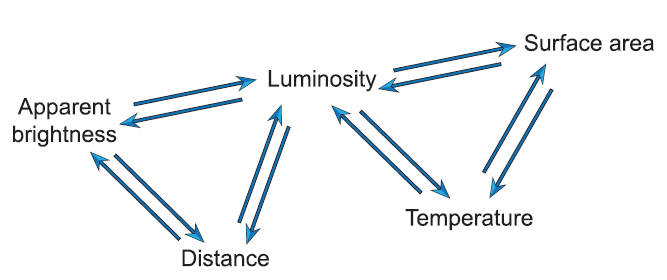 Surface area
Luminosity
Apparent
brightness
Temperature
Distance